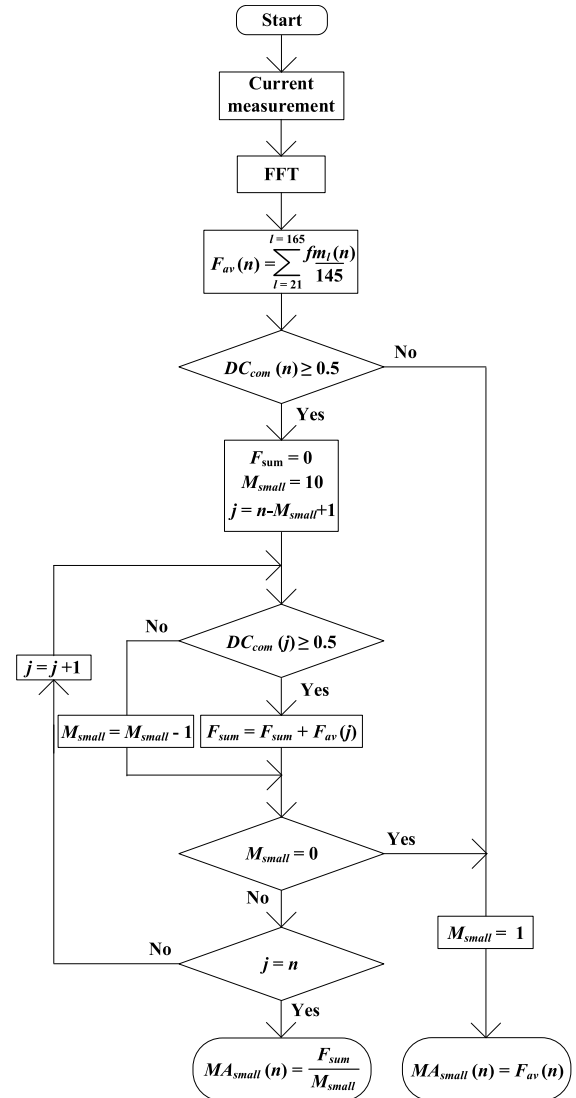 Start
Current
measurement
FFT
F_av (n) = ∑_{l = 21}^{l = 165} fm_l(n)/145
DC_com (n) ≥ 0.5
No
Yes
F_sum = 0
M_small = 10
j = n-M_small+1
No
DC_com (j) ≥ 0.5
j = j +1
Yes
M_small = M_small - 1
F_sum = F_sum + F_av (j)
M_small = 0
Yes
No
M_small = 1
No
j = n
Yes
MA_small (n) = F_sum/M_small
MA_small (n) = F_av (n)